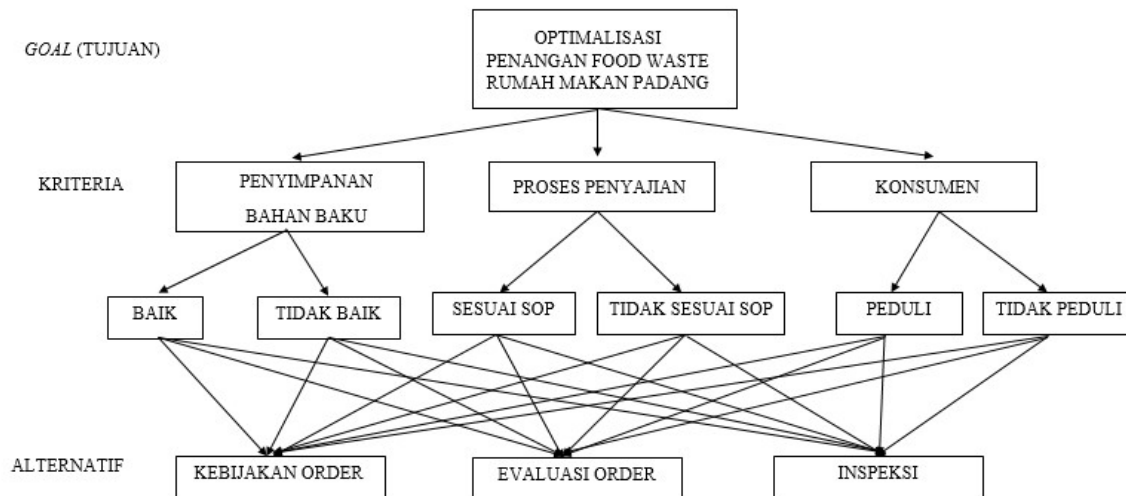 GOAL (TUJUAN)
OPTIMALISASI
PENANGAN FOOD WASTE
RUMAH MAKAN PADANG
KRITERIA
PENYIMPANAN
BAHAN BAKU
PROSES PENYAJIAN
KONSUMEN
BAIK
TIDAK BAIK
SESUAI SOP
TIDAK SESUAI SOP
PEDULI
TIDAK PEDULI
ALTERNATIF
KEBIJAKAN ORDER
EVALUASI ORDER
INSPEKSI